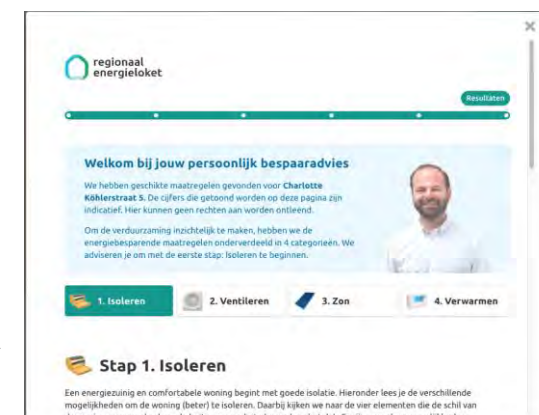 regionaal
energieloket
Resultaten
Welkom bij jouw persoonlijk bespaaradvies
We hebben geschikte maatregelen gevonden voor Charlotte
Köhlerstraat 5. De cijfers die getoond worden op deze pagina zijn
indicatief. Hier kunnen geen rechten aan worden ontleend.
Om de verduurzaming inzichtelijk te maken, hebben we de
energiebesparende maatregelen onderverdeeld in 4 categorieën. We
adviseren je om met de eerste stap: Isoleren te beginnen.
1. Isoleren
2. Ventileren
3. Zon
4. Verwarmen
Stap 1. Isoleren
Een energiezuinig en comfortabele woning begint met goede isolatie. Hieronder lees je de verschillende
mogelijkheden om de woning (beter) te isoleren. Daarbij kijken we naar de vier elementen die de schil van